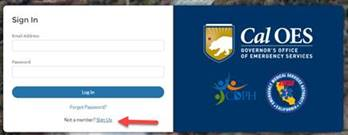 Sign In
Email Address
Password
Log In
Forgot Password?
Not a member? Sign Up
Cal OES
GOVERNOR'S OFFICE
OF EMERGENCY SERVICES
CDPH